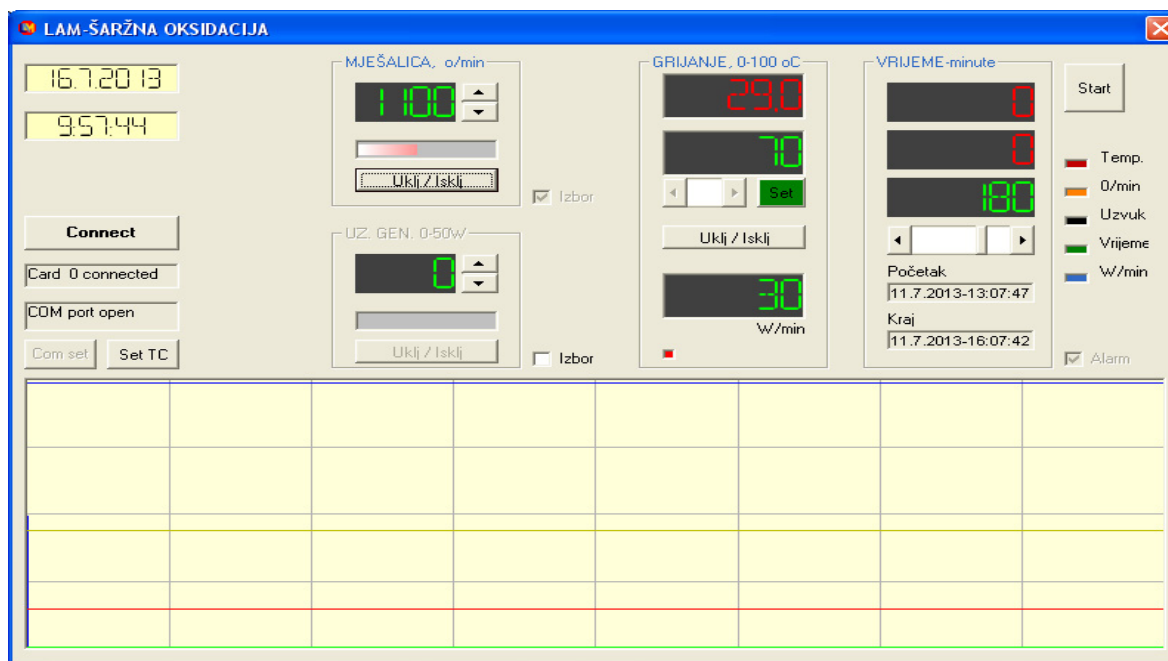 LAM-ŠARŽNA OKSIDACIJA
16.7.2013
9:57:44
Connect
Card 0 connected
COM port open
Com set
Set TC
MJEŠALICA, o/min
1100
Uklj / Isklj
Izbor
UZ. GEN. 0-50W
0
Uklj / Isklj
Izbor
GRIJANJE, 0-100 oC
29.0
70
Set
Uklj / Isklj
30
W/min
VRIJEME-minute
0
0
180
Početak
11.7.2013-13:07:47
Kraj
11.7.2013-16:07:42
Start
Temp.
0/min
Uzvuk
Vrijeme
W/min
Alarm